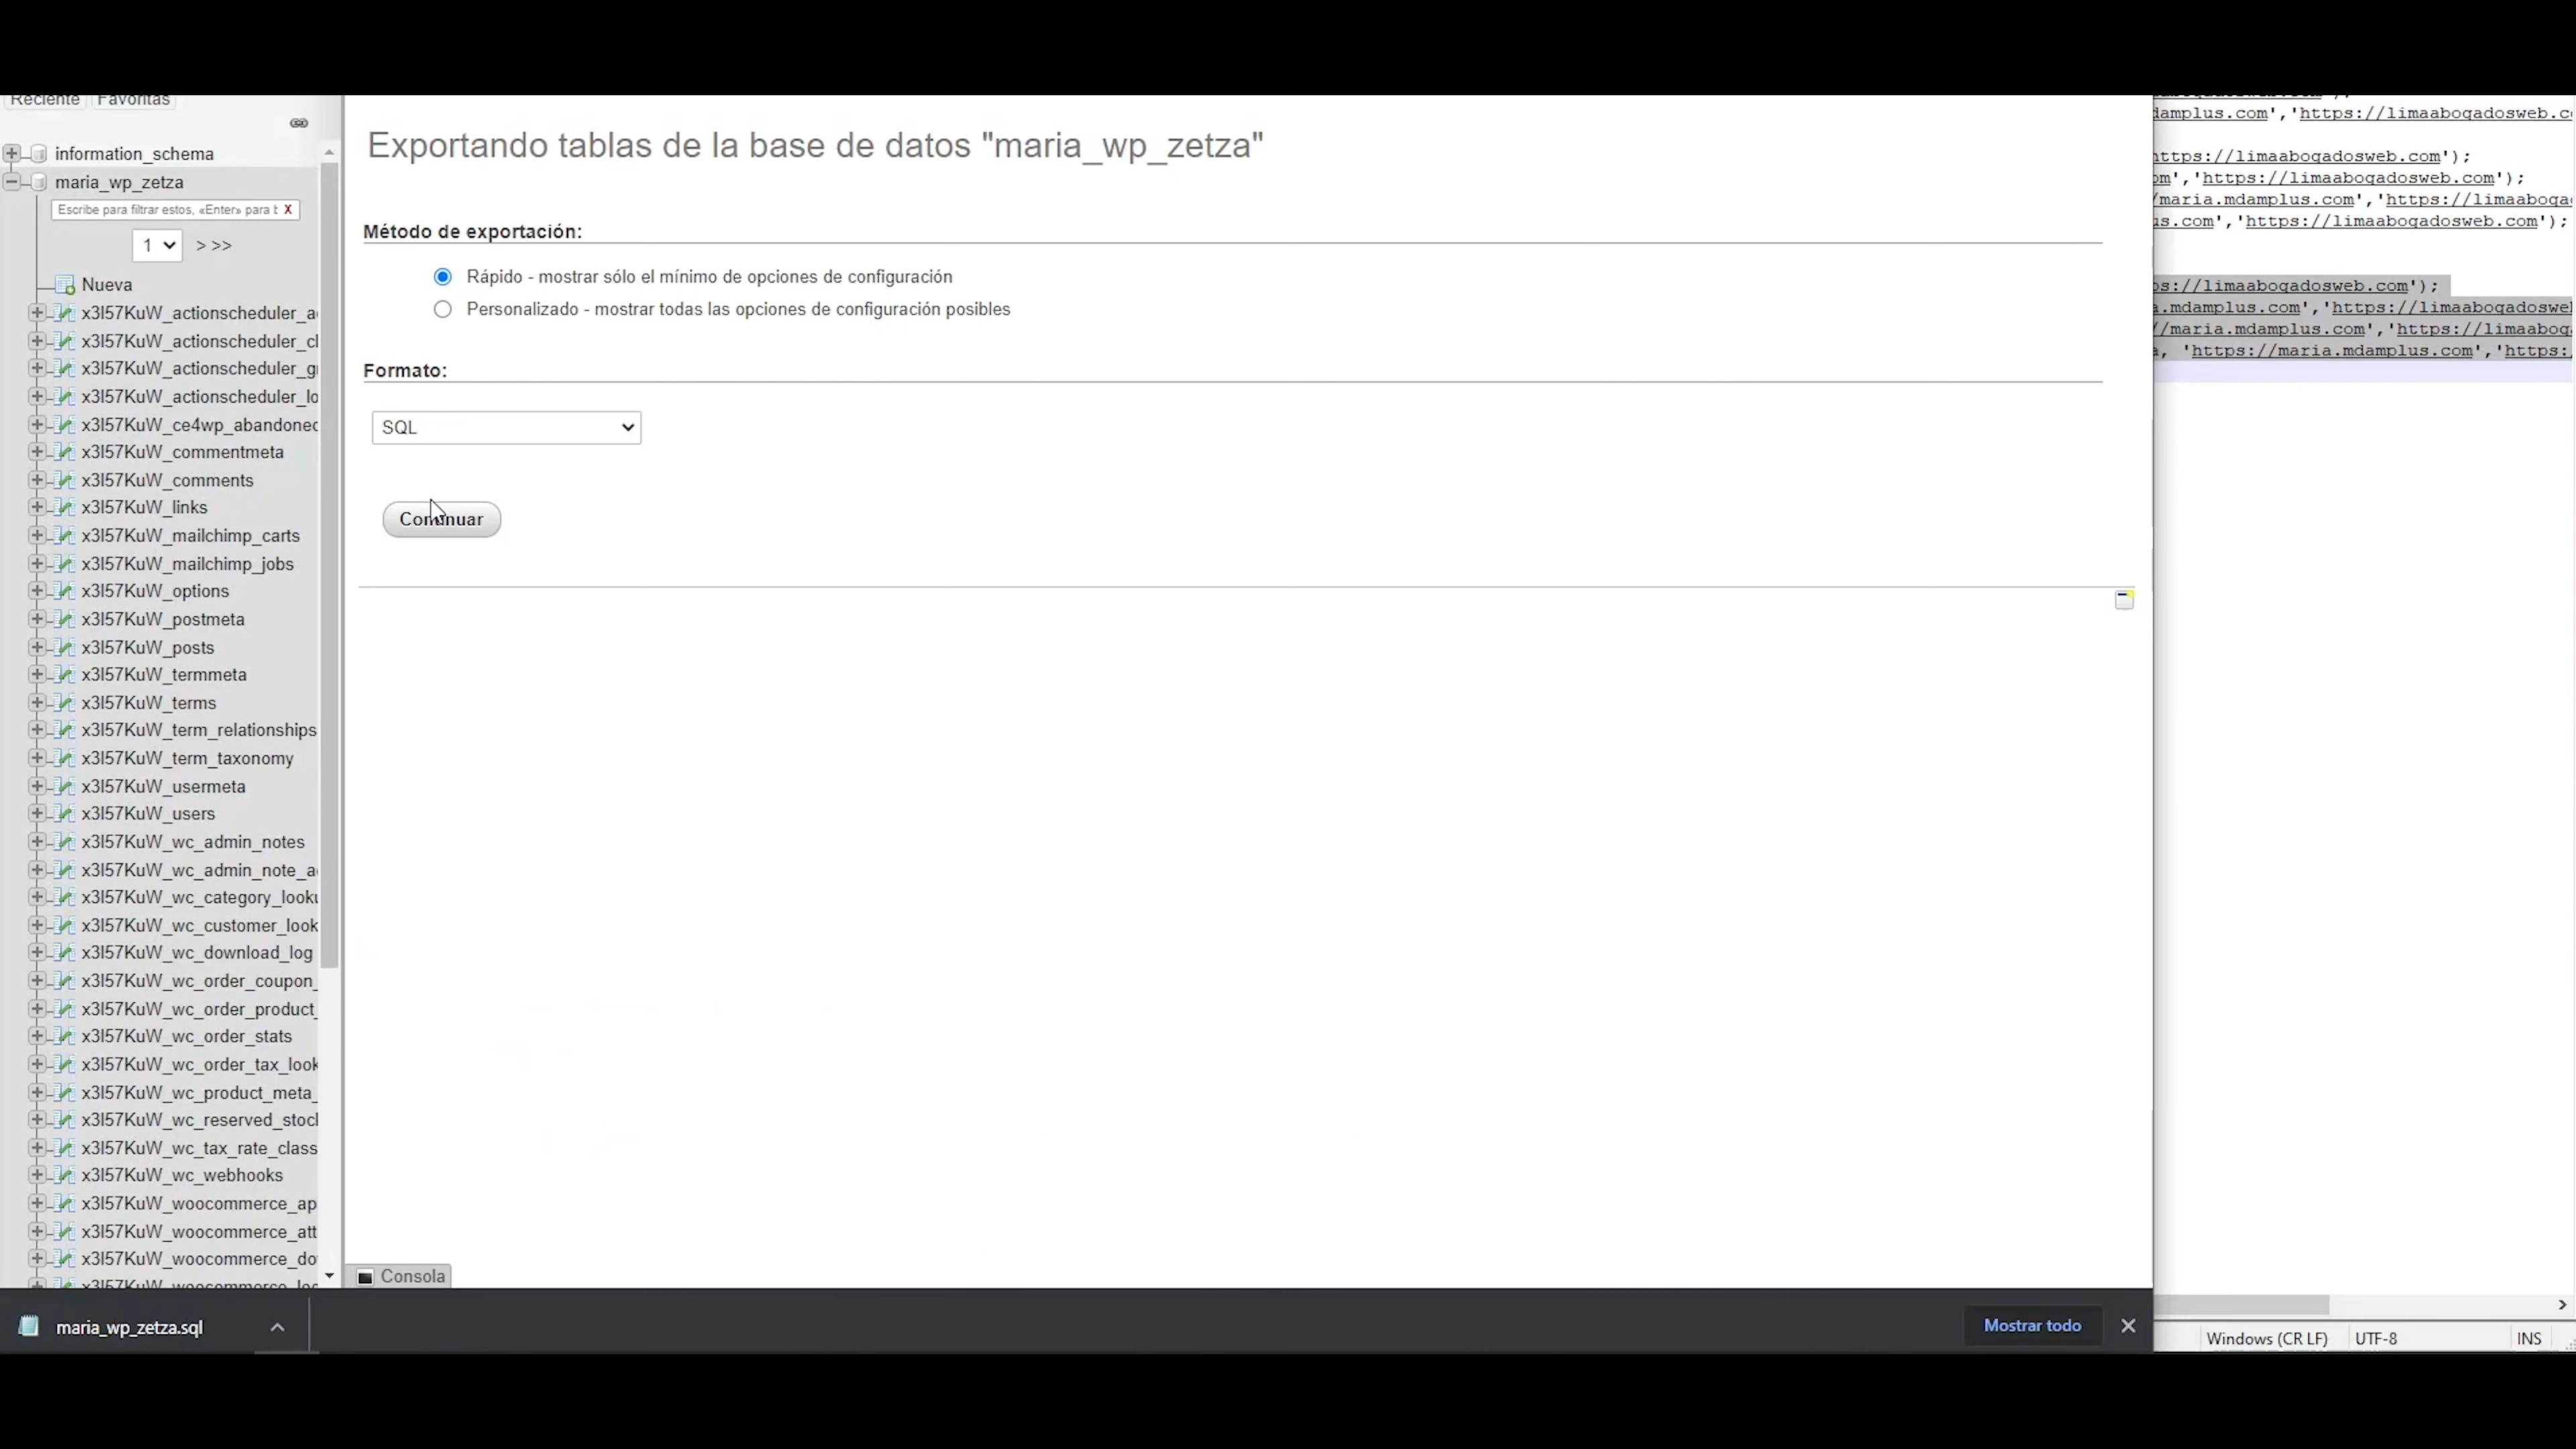 Reciente Favoritas
information_schema
maria_wp_zetza
Escribe para filtrar estos, «Enter» para t X
1 > >>
Nueva
x3I57KuW_actionscheduler_a
x3I57KuW_actionscheduler_cl
x3I57KuW_actionscheduler_g
x3I57KuW_actionscheduler_lo
x3I57KuW_ce4wp_abandoned
x3I57KuW_commentmeta
x3I57KuW_comments
x3I57KuW_links
x3I57KuW_mailchimp_carts
x3I57KuW_mailchimp_jobs
x3I57KuW_options
x3I57KuW_postmeta
x3I57KuW_posts
x3I57KuW_termmeta
x3I57KuW_terms
x3I57KuW_term_relationships
x3I57KuW_term_taxonomy
x3I57KuW_usermeta
x3I57KuW_users
x3I57KuW_wc_admin_notes
x3I57KuW_wc_admin_note_a
x3I57KuW_wc_category_looku
x3I57KuW_wc_customer_look
x3I57KuW_wc_download_log
x3I57KuW_wc_order_coupon_
x3I57KuW_wc_order_product_
x3I57KuW_wc_order_stats
x3I57KuW_wc_order_tax_look
x3I57KuW_wc_product_meta_
x3I57KuW_wc_reserved_stock
x3I57KuW_wc_tax_rate_class
x3I57KuW_wc_webhooks
x3I57KuW_woocommerce_ap
x3I57KuW_woocommerce_att
x3I57KuW_woocommerce_do
Exportando tablas de la base de datos "maria_wp_zetza"
Método de exportación:
Rápido - mostrar sólo el mínimo de opciones de configuración
Personalizado - mostrar todas las opciones de configuración posibles
Formato:
SQL
Continuar
Consola
damplus.com','https://limaabogadosweb.co
https://limaabogadosweb.com');
om','https://limaabogadosweb.com');
/maria.mdamplus.com','https://limaaboga
us.com','https://limaabogadosweb.com');
ps://limaabogadosweb.com');
a.mdamplus.com','https://limaabogadoswe
//maria.mdamplus.com','https://limaabog
a, 'https://maria.mdamplus.com','https:
maria_wp_zetza.sql
Mostrar todo
Windows (CR LF) UTF-8 INS